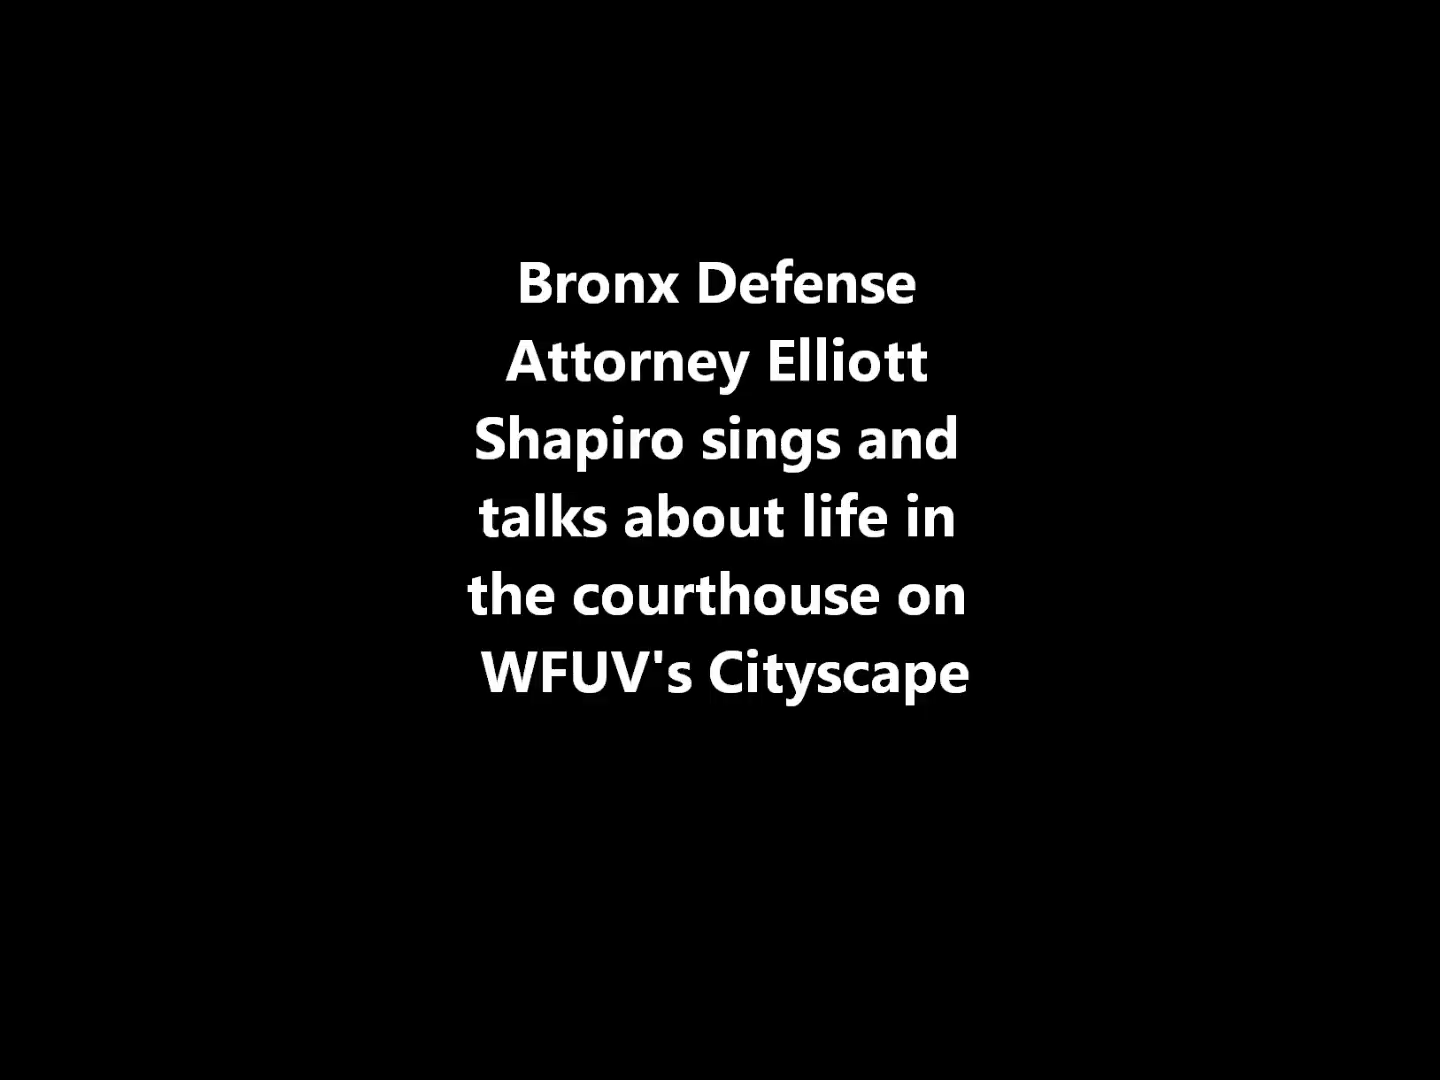 Bronx Defense
Attorney Elliott
Shapiro sings and
talks about life in
the courthouse on
WFUV's Cityscape